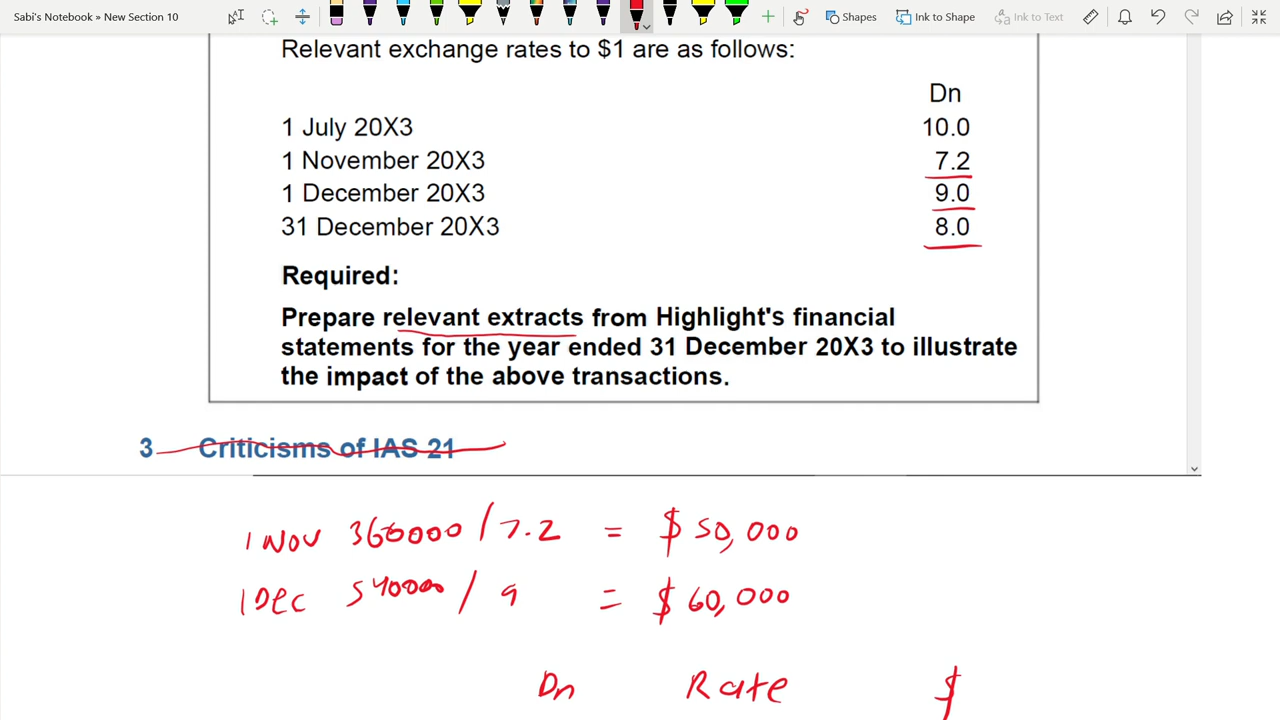 Sabi's Notebook » New Section 10
Shapes
Ink to Shape
Ink to Text
Relevant exchange rates to $1 are as follows:
Dn
1 July 20X3 10.0
1 November 20X3 7.2
1 December 20X3 9.0
31 December 20X3 8.0
Required:
Prepare relevant extracts from Highlight's financial
statements for the year ended 31 December 20X3 to illustrate
the impact of the above transactions.
3 Criticisms of IAS 21
1 NOV 360000 / 7.2 = $ 50,000
1 DEC 540000 / 9 = $ 60,000
Dn Rate $